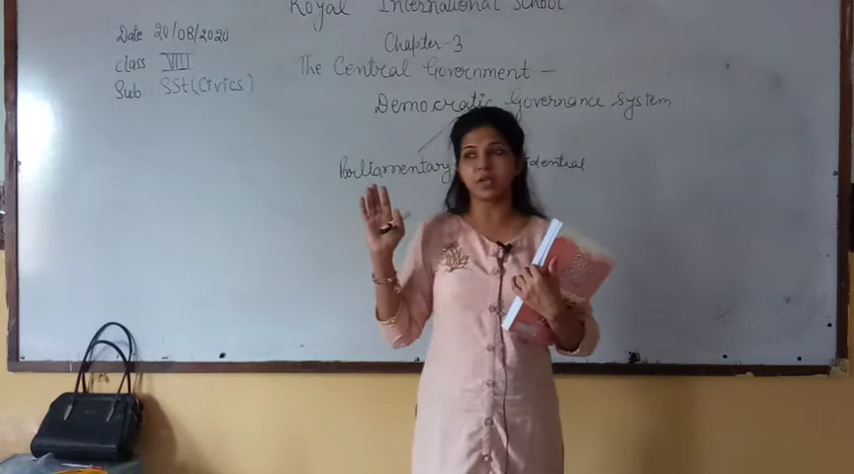 Royal International School
Date 20/08/2020
Chapter-3
class VIII
The Central Government —
Sub SSt(Civics)
Democratic Governance System
Parliamentary